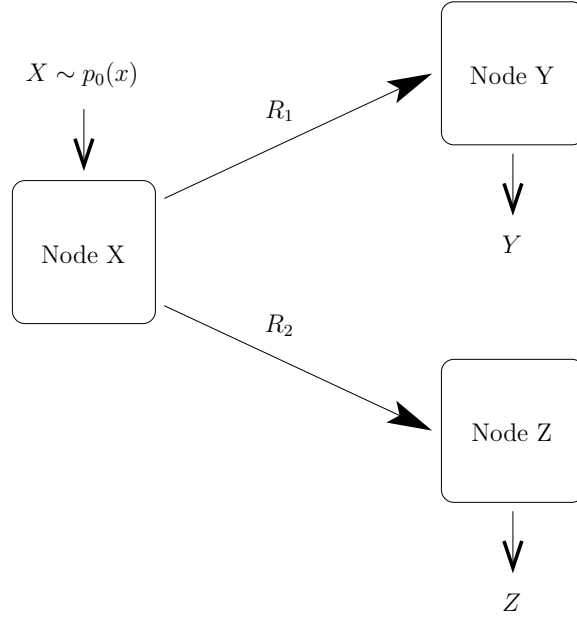 X ∼ p₀(x)
Node X
R₁
R₂
Node Y
Y
Node Z
Z